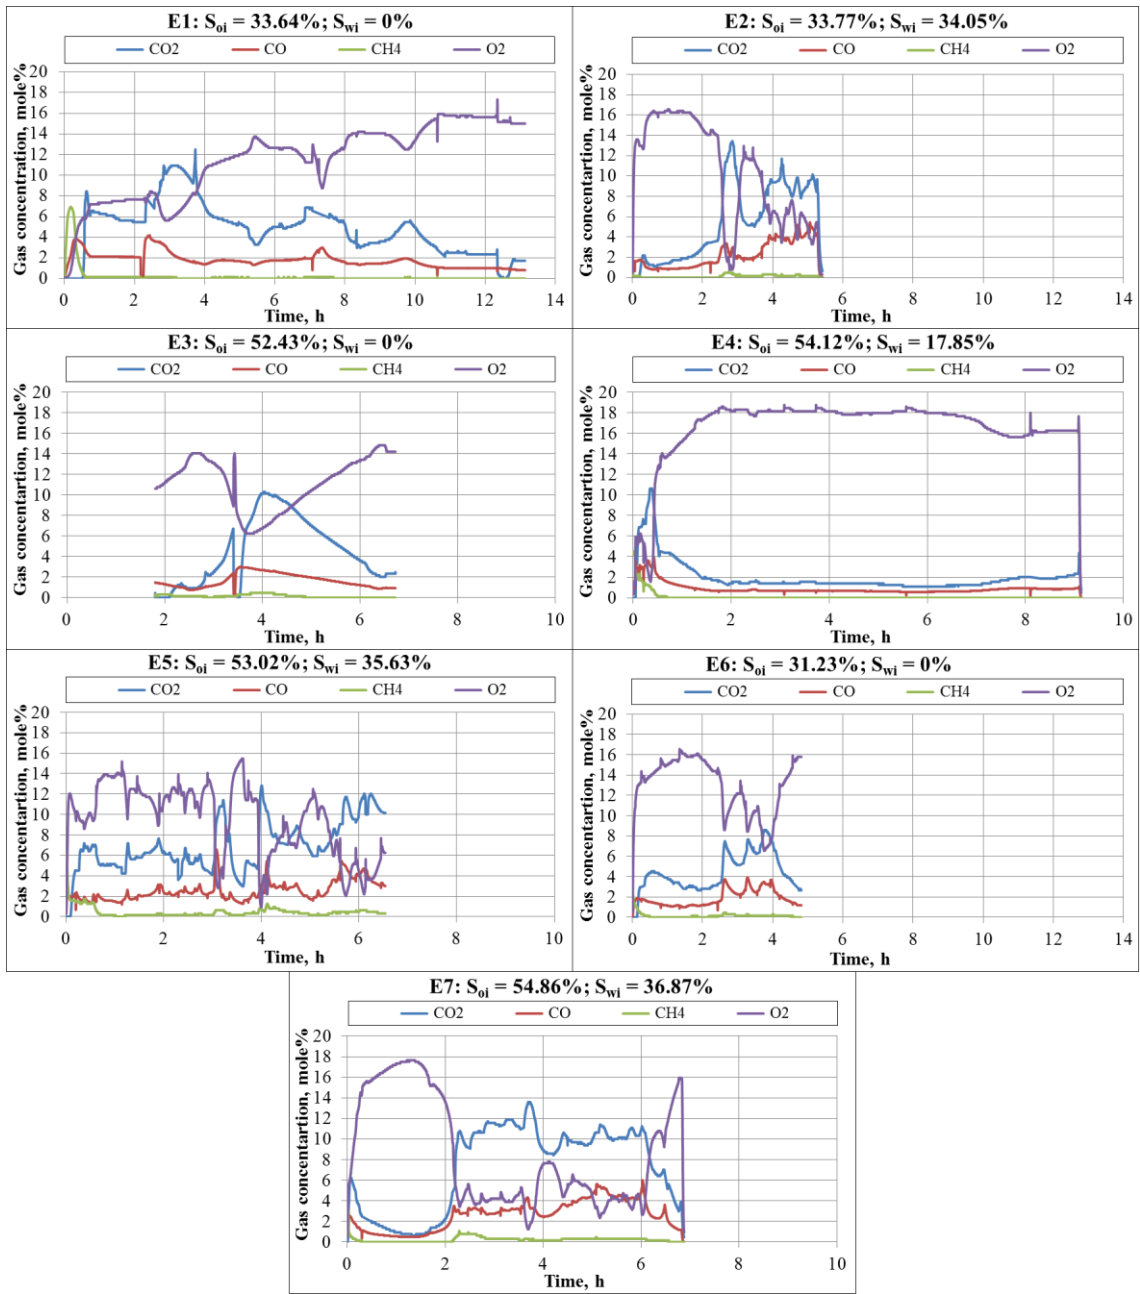 E1: Soi = 33.64%; Swi = 0%
CO2 CO CH4 O2
Gas concentration, mole%
20
18
16
14
12
10
8
6
4
2
0
0 2 4 6 8 10 12 14
Time, h
E2: Soi = 33.77%; Swi = 34.05%
CO2 CO CH4 O2
Gas concentartion, mole%
20
18
16
14
12
10
8
6
4
2
0
0 2 4 6 8 10 12 14
Time, h
E3: Soi = 52.43%; Swi = 0%
CO2 CO CH4 O2
Gas concentartion, mole%
20
18
16
14
12
10
8
6
4
2
0
0 2 4 6 8 10
Time, h
E4: Soi = 54.12%; Swi = 17.85%
CO2 CO CH4 O2
Gas concentartion, mole%
20
18
16
14
12
10
8
6
4
2
0
0 2 4 6 8 10
Time, h
E5: Soi = 53.02%; Swi = 35.63%
CO2 CO CH4 O2
Gas concentartion, mole%
20
18
16
14
12
10
8
6
4
2
0
0 2 4 6 8 10
Time, h
E6: Soi = 31.23%; Swi = 0%
CO2 CO CH4 O2
Gas concentartion, mole%
20
18
16
14
12
10
8
6
4
2
0
0 2 4 6 8 10 12 14
Time, h
E7: Soi = 54.86%; Swi = 36.87%
CO2 CO CH4 O2
Gas concentartion, mole%
20
18
16
14
12
10
8
6
4
2
0
0 2 4 6 8 10
Time, h